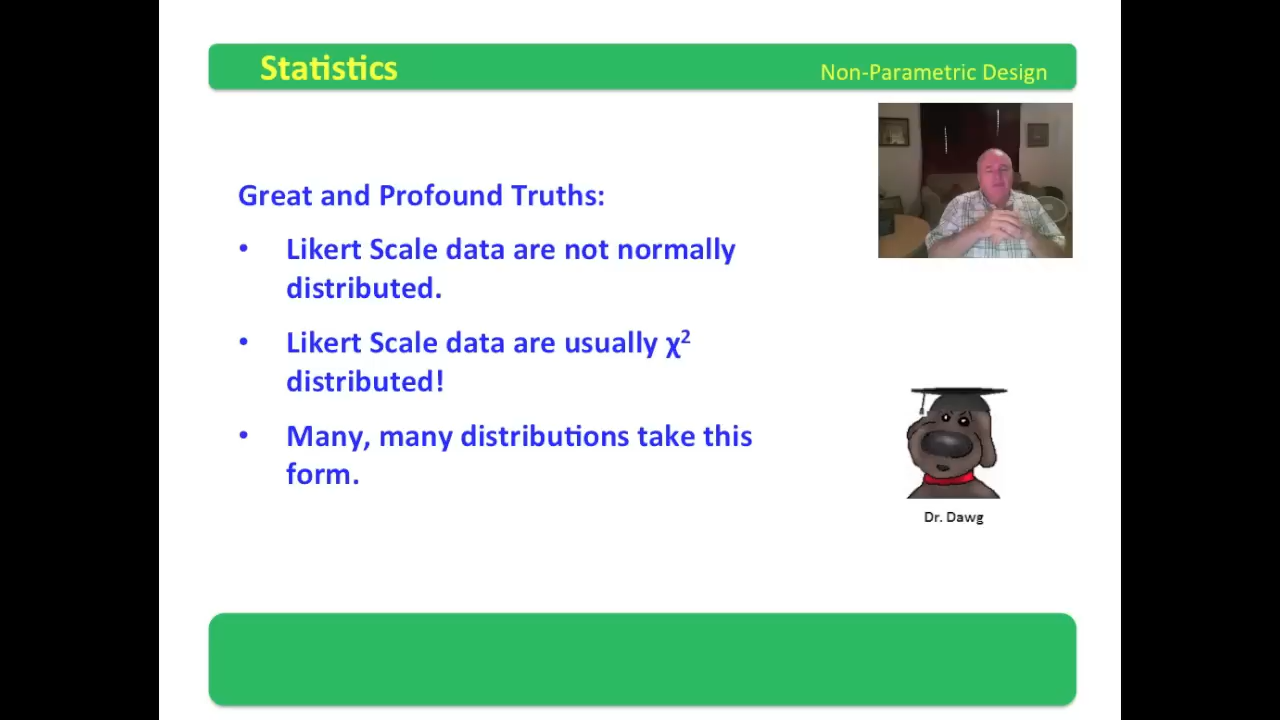 Statistics
Non-Parametric Design
Great and Profound Truths:
• Likert Scale data are not normally
distributed.
• Likert Scale data are usually χ²
distributed!
• Many, many distributions take this
form.
Dr. Dawg